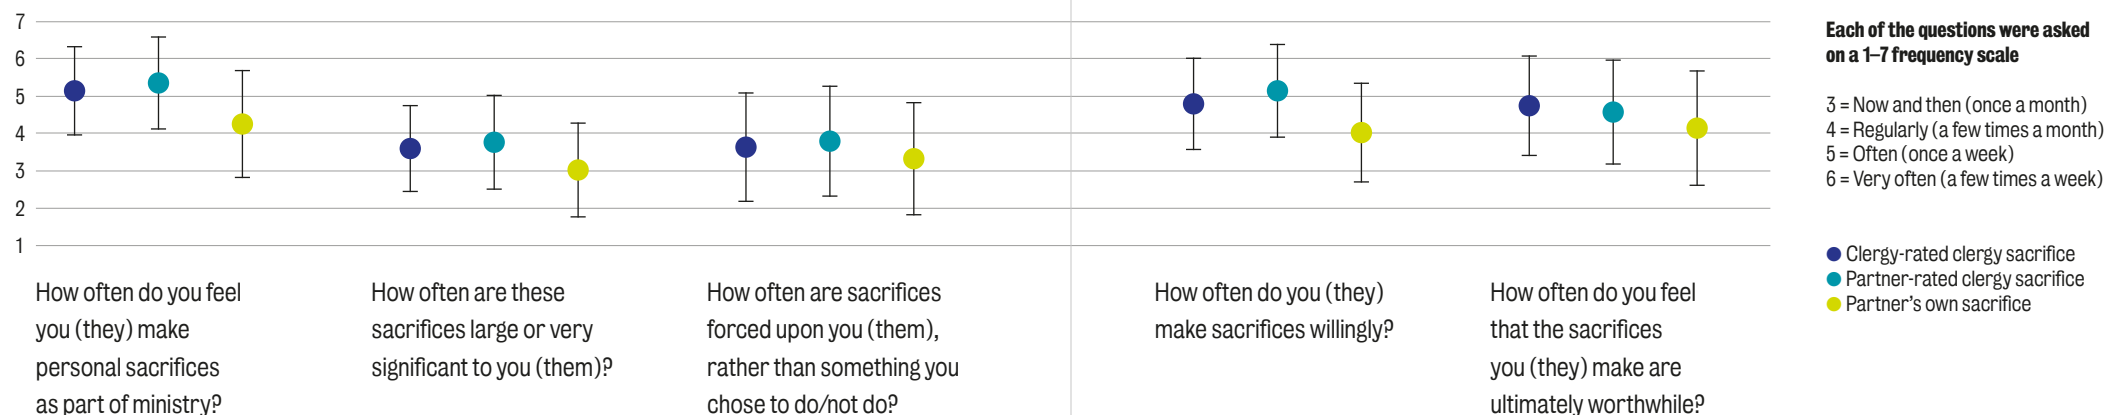 7
6
5
4
3
2
1
How often do you feel
you (they) make
personal sacrifices
as part of ministry?
How often are these
sacrifices large or very
significant to you (them)?
How often are sacrifices
forced upon you (them),
rather than something you
chose to do/not do?
How often do you (they)
make sacrifices willingly?
How often do you feel
that the sacrifices
you (they) make are
ultimately worthwhile?
Each of the questions were asked
on a 1–7 frequency scale
3 = Now and then (once a month)
4 = Regularly (a few times a month)
5 = Often (once a week)
6 = Very often (a few times a week)
Clergy-rated clergy sacrifice
Partner-rated clergy sacrifice
Partner's own sacrifice